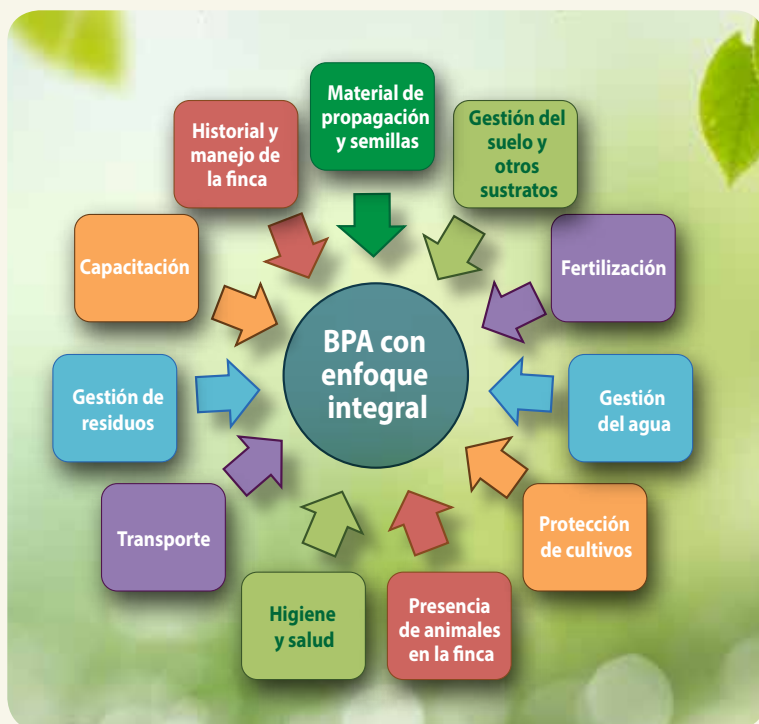 Material de
propagación
y semillas
Gestión del
suelo y
otros
sustratos
Fertilización
Gestión
del agua
Protección
de cultivos
Presencia
de animales
en la finca
Higiene
y salud
Transporte
Gestión de
residuos
Capacitación
Historial y
manejo de
la finca
BPA con
enfoque
integral